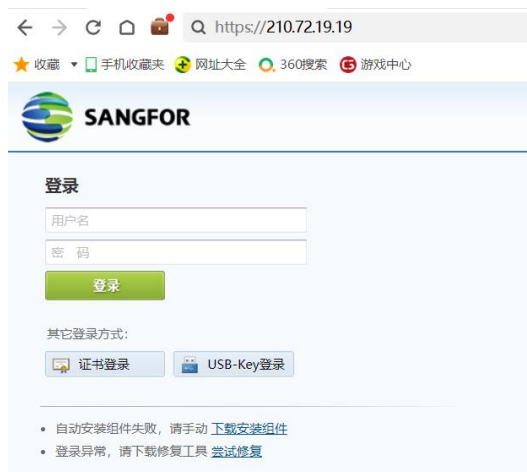 https://210.72.19.19
收藏 手机收藏夹 网址大全 360搜索 游戏中心
SANGFOR
登录
用户名
密 码
登录
其它登录方式:
证书登录 USB-Key登录
• 自动安装组件失败，请手动 下载安装组件
• 登录异常，请下载修复工具 尝试修复